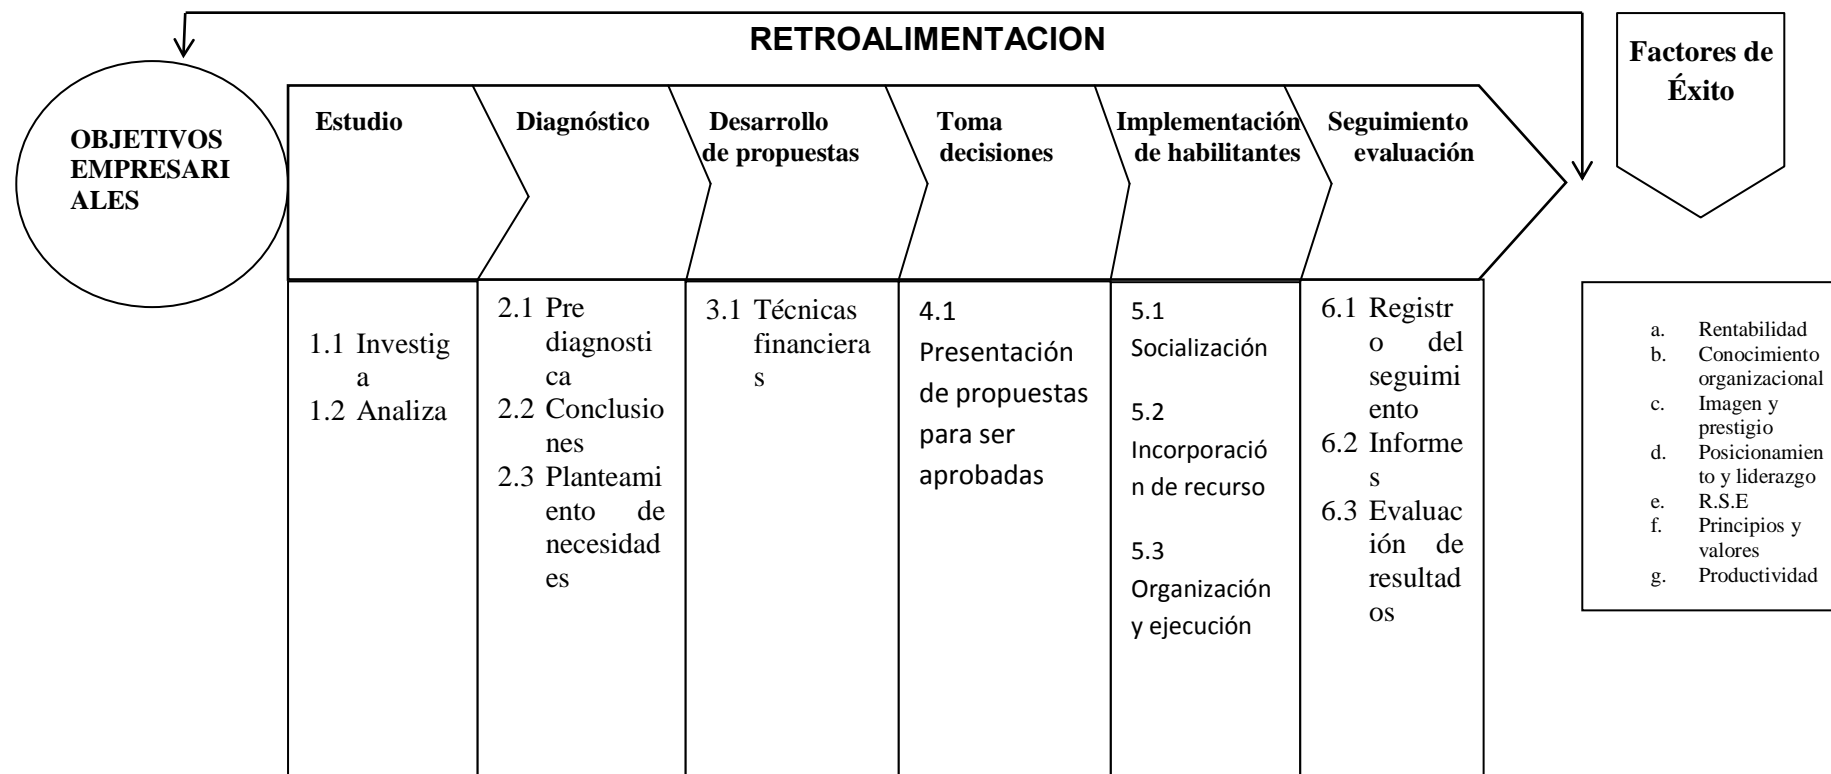 RETROALIMENTACION
OBJETIVOS
EMPRESARI
ALES
Estudio
Diagnóstico
Desarrollo
de propuestas
Toma
decisiones
Implementación
de habilitantes
Seguimiento
evaluación
Factores de
Éxito
1.1 Investig
a
1.2 Analiza
2.1 Pre
diagnosti
ca
2.2 Conclusio
nes
2.3 Planteami
ento de
necesidad
es
3.1 Técnicas
financiera
s
4.1
Presentación
de propuestas
para ser
aprobadas
5.1
Socialización
5.2
Incorporació
n de recurso
5.3
Organización
y ejecución
6.1 Registr
o del
seguimi
ento
6.2 Informe
s
6.3 Evaluac
ión de
resultad
os
a. Rentabilidad
b. Conocimiento
organizacional
c. Imagen y
prestigio
d. Posicionamien
to y liderazgo
e. R.S.E
f. Principios y
valores
g. Productividad